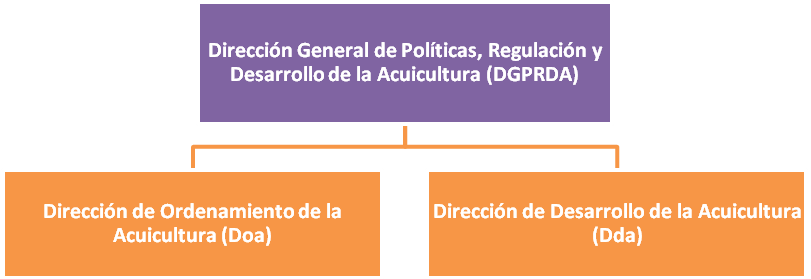 Dirección General de Políticas, Regulación y
Desarrollo de la Acuicultura (DGPRDA)
Dirección de Ordenamiento de la
Acuicultura (Doa)
Dirección de Desarrollo de la Acuicultura
(Dda)